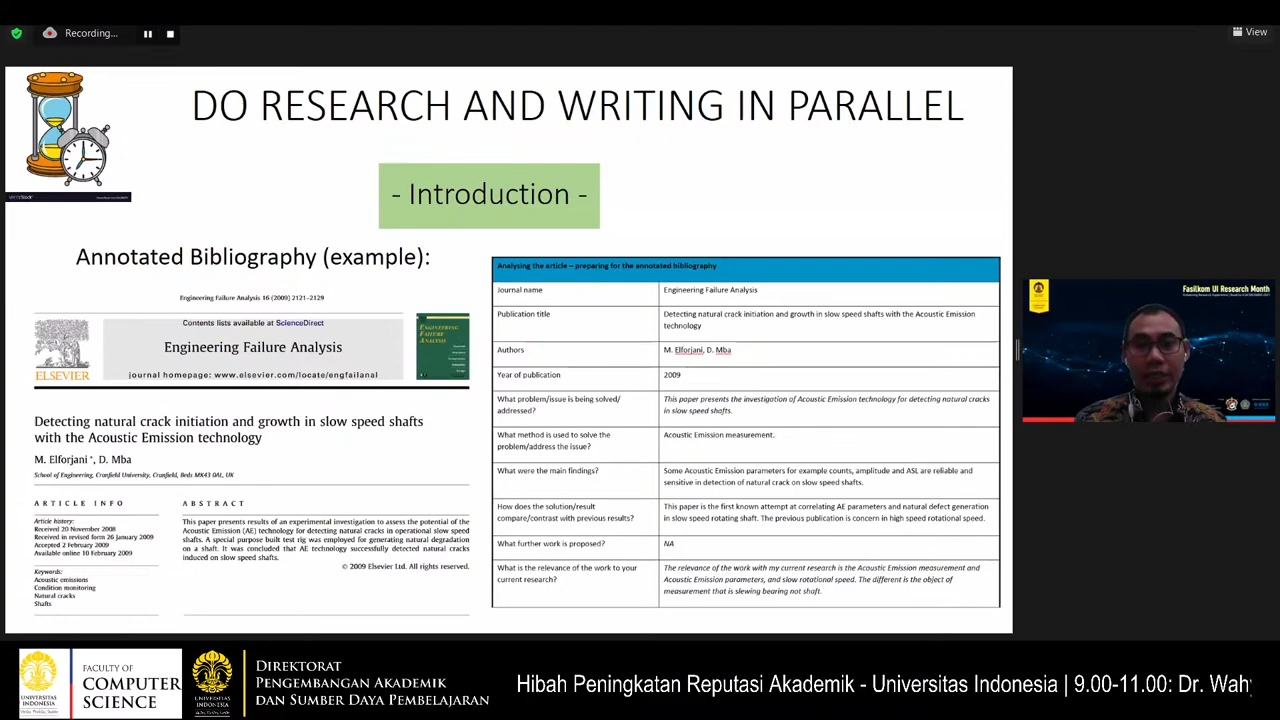 Recording...
View
DO RESEARCH AND WRITING IN PARALLEL
- Introduction -
Annotated Bibliography (example):
Engineering Failure Analysis 16 (2009) 2121–2129
Contents lists available at ScienceDirect
Engineering Failure Analysis
journal homepage: www.elsevier.com/locate/engfailanal
ELSEVIER
ENGINEERING
FAILURE
ANALYSIS
Detecting natural crack initiation and growth in slow speed shafts
with the Acoustic Emission technology
M. Elforjani *, D. Mba
School of Engineering, Cranfield University, Cranfield, Beds MK43 0AL, UK
ARTICLE INFO
Article history:
Received 20 November 2008
Received in revised form 26 January 2009
Accepted 2 February 2009
Available online 10 February 2009
Keywords:
Acoustic emissions
Condition monitoring
Natural cracks
Shafts
ABSTRACT
This paper presents results of an experimental investigation to assess the potential of the
Acoustic Emission (AE) technology for detecting natural cracks in operational slow speed
shafts. A special purpose built test rig was employed for generating natural degradation
on a shaft. It was concluded that AE technology successfully detected natural cracks
induced on slow speed shafts.
© 2009 Elsevier Ltd. All rights reserved.
Analysing the article – preparing for the annotated bibliography
Journal name
Engineering Failure Analysis
Publication title
Detecting natural crack initiation and growth in slow speed shafts with the Acoustic Emission
technology
Authors
M. Elforjani, D. Mba
Year of publication
2009
What problem/issue is being solved/
addressed?
This paper presents the investigation of Acoustic Emission technology for detecting natural cracks
in slow speed shafts.
What method is used to solve the
problem/address the issue?
Acoustic Emission measurement.
What were the main findings?
Some Acoustic Emission parameters for example counts, amplitude and ASL are reliable and
sensitive in detection of natural crack on slow speed shafts.
How does the solution/result
compare/contrast with previous results?
This paper is the first known attempt at correlating AE parameters and natural defect generation
in slow speed rotating shaft. The previous publication is concern in high speed rotational speed.
What further work is proposed?
NA
What is the relevance of the work to your
current research?
The relevance of the work with my current research is the Acoustic Emission measurement and
Acoustic Emission parameters, and slow rotational speed. The different is the object of
measurement that is slewing bearing not shaft.
Fasilkom UI Research Month
UNIVERSITAS
INDONESIA
FACULTY OF
COMPUTER
SCIENCE
UNIVERSITAS
INDONESIA
DIREKTORAT
PENGEMBANGAN AKADEMIK
DAN SUMBER DAYA PEMBELAJARAN
Hibah Peningkatan Reputasi Akademik - Universitas Indonesia | 9.00-11.00: Dr. Wahy